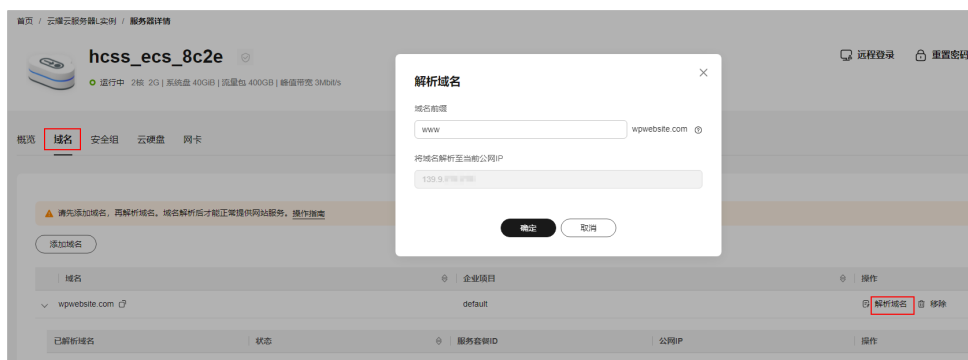 首页 / 云耀云服务器L实例 / 服务器详情
hcss_ecs_8c2e
运行中 2核 2G | 系统盘 40GiB | 流量包 400GB | 峰值带宽 3Mbit/s
远程登录 重置密码
概览 域名 安全组 云硬盘 网卡
解析域名
域名前缀
www wpwebsite.com
将域名解析至当前公网IP
139.9.
确定 取消
请先添加域名，再解析域名。域名解析后才能正常提供网站服务。操作指南
添加域名
域名 企业项目 操作
wpwebsite.com default 解析域名 移除
已解析域名 状态 服务套餐ID 公网IP 操作